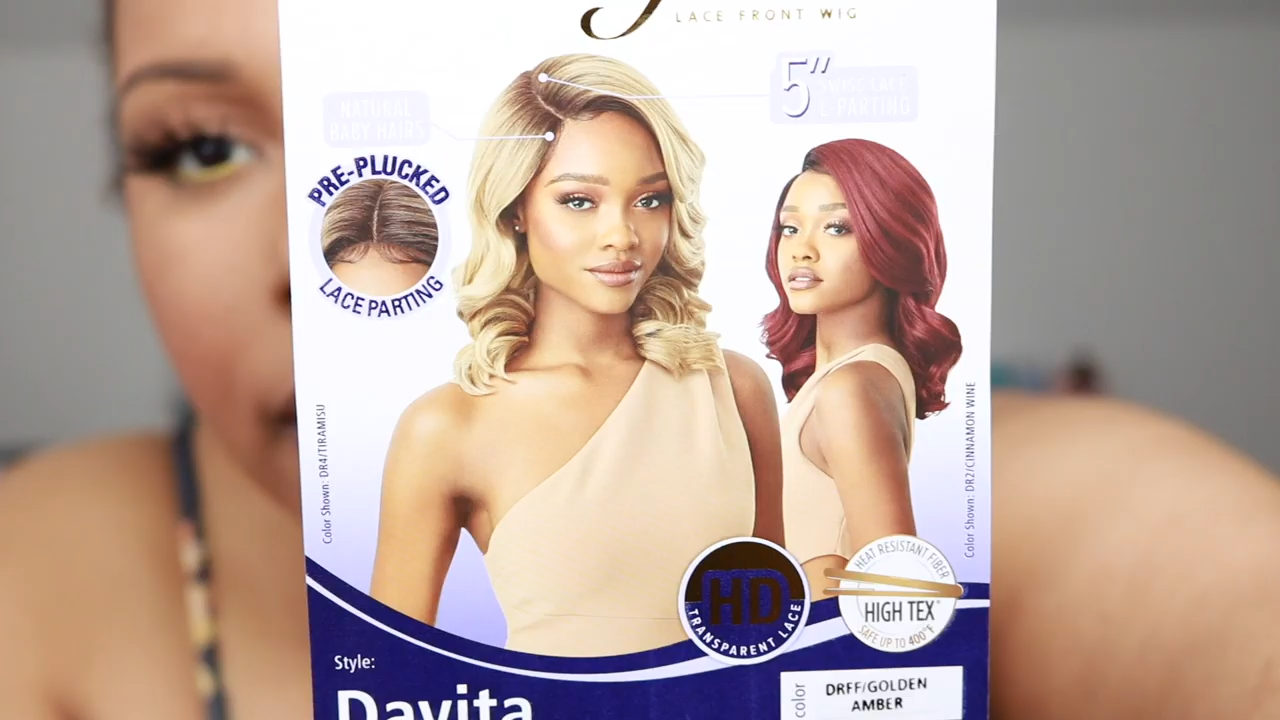 LACE FRONT WIG
5" SWISS LACE
L-PARTING
NATURAL
BABY HAIRS
PRE-PLUCKED
LACE PARTING
Color Shown: DR4/TIRAMISU
Color Shown: DR2/CINNAMON WINE
HD
TRANSPARENT LACE
HEAT RESISTANT FIBER
HIGH TEX
SAFE UP TO 400°F
Style:
Davita
color
DRFF/GOLDEN
AMBER